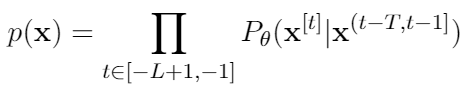 p(𝐱) = ∏_{t∈[−L+1,−1]} P_θ(𝐱^{[t]}|𝐱^{(t−T,t−1]})